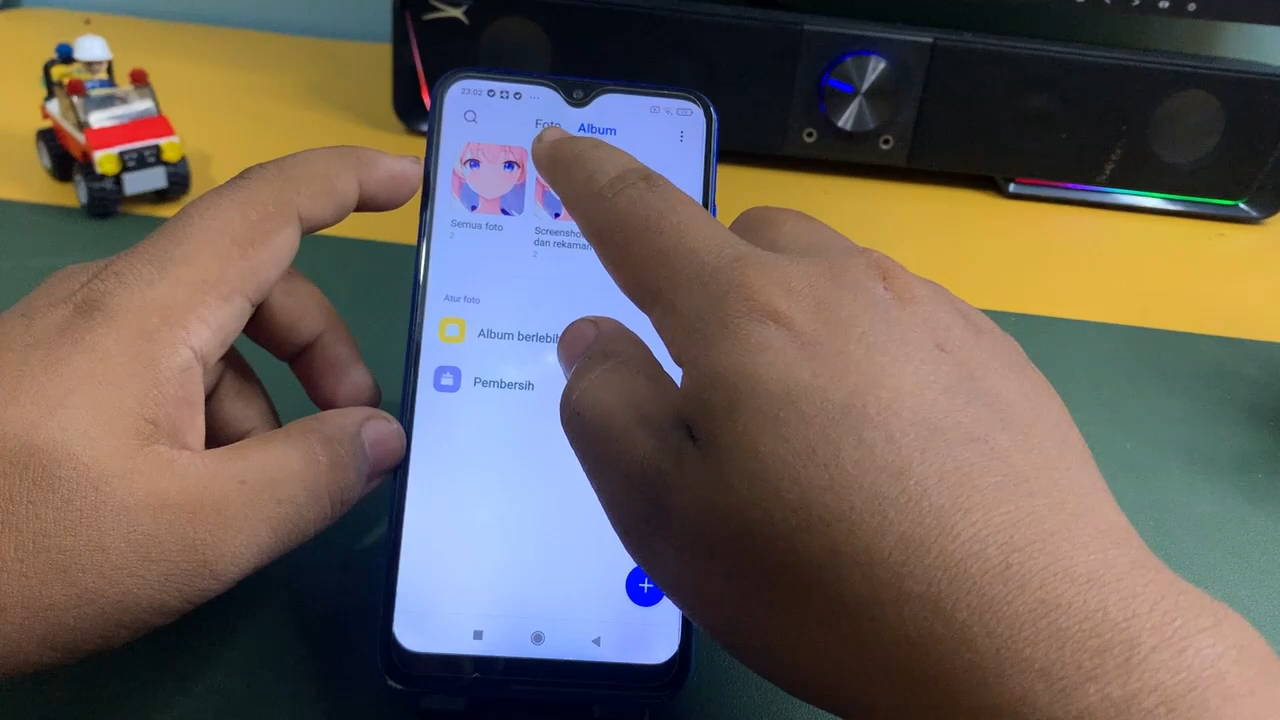 23:02
Foto Album
Semua foto
2
Screensho
dan rekaman
2
Atur foto
Album berlebih
Pembersih